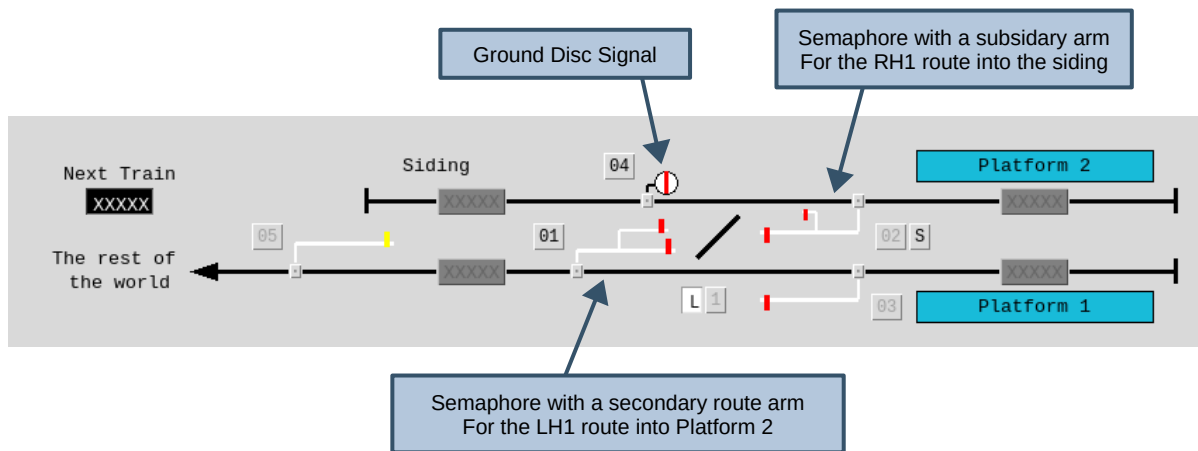 Ground Disc Signal
Semaphore with a subsidary arm
For the RH1 route into the siding
Next Train
XXXXX
Siding
04
Platform 2
XXXXX
XXXXX
05
01
02 S
The rest of
the world
XXXXX
XXXXX
L 1
03
Platform 1
Semaphore with a secondary route arm
For the LH1 route into Platform 2